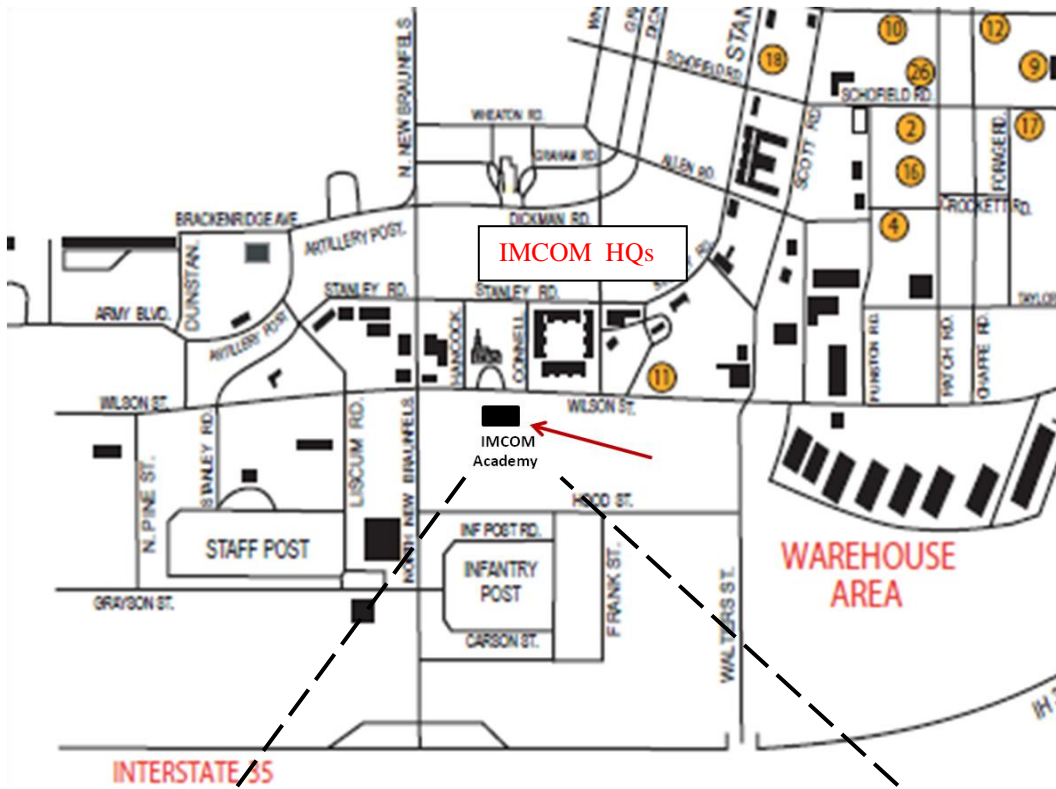 N. NEW BRAUNFELS
WHEATON RD.
GRAHAM RD.
SCHOFIELD RD.
STAN
18
10
12
26
9
SCHOFIELD RD.
2
17
16
ALLEN RD.
SCOTT RD
FORAGE RD.
CROCKETT RD.
4
BRACKENRIDGE AVE.
ARTILLERY POST.
DICKMAN RD.
IMCOM HQs
DUNSTAN.
STANLEY RD.
STANLEY RD.
ARMY BLVD.
ARTILLERY POST
HANCOCK
CONNELL
TAYLOR
FUNSTON RD.
HATCH RD.
CHAFFE RD.
11
WILSON ST.
WILSON ST.
IMCOM
Academy
N. PINE ST.
STANLEY RD.
LISCUM RD.
NORTH NEW BRAUNFELS
HOOD ST.
STAFF POST
INF POST RD.
INFANTRY
POST
FRANK ST.
WALTERS ST.
WAREHOUSE
AREA
GRAYSON ST.
CARSON ST.
INTERSTATE 35